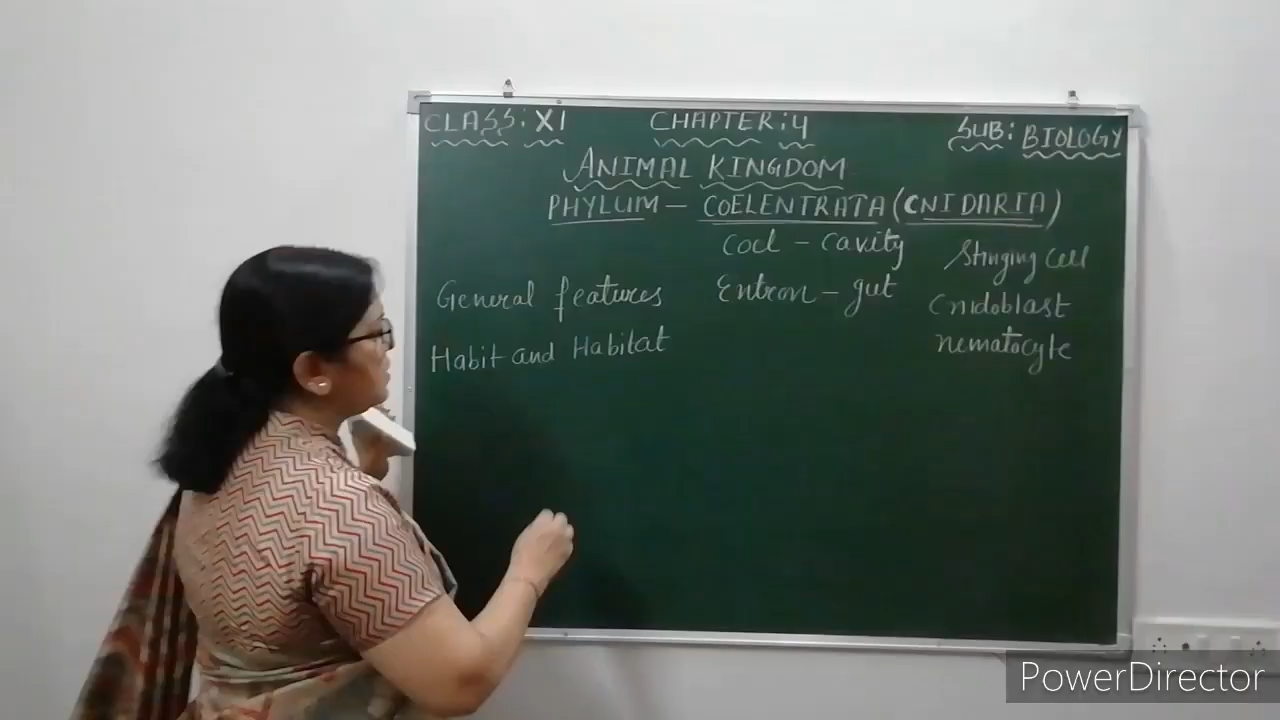 CLASS: XI CHAPTER: 4 SUB: BIOLOGY
ANIMAL KINGDOM
PHYLUM - COELENTRATA (CNIDARIA)
Coel - Cavity Stinging Cell
General features Entron - gut Cnidoblast
Habit and Habitat nematocyte
PowerDirector